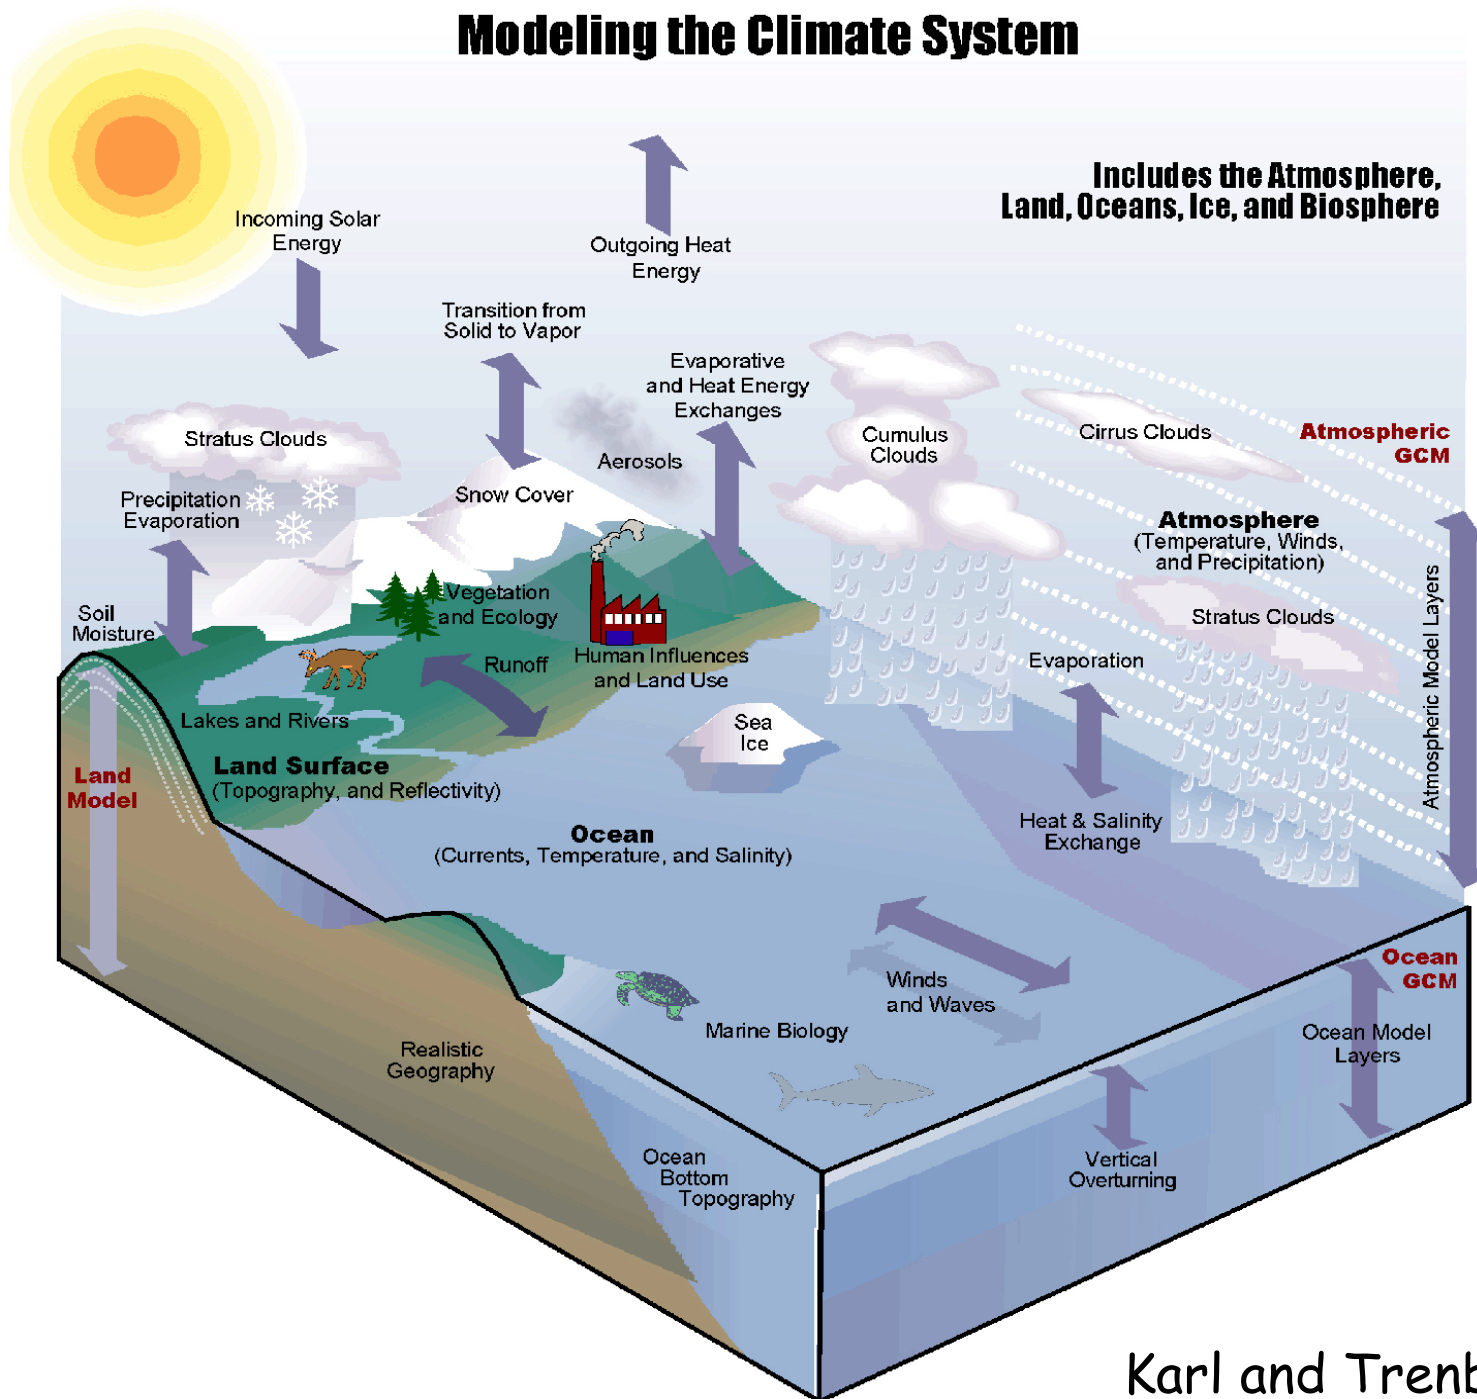 Modeling the Climate System
Includes the Atmosphere,
Land, Oceans, Ice, and Biosphere
Incoming Solar
Energy
Outgoing Heat
Energy
Transition from
Solid to Vapor
Evaporative
and Heat Energy
Exchanges
Stratus Clouds
Aerosols
Cumulus
Clouds
Cirrus Clouds
Atmospheric
GCM
Snow Cover
Precipitation
Evaporation
Atmosphere
(Temperature, Winds,
and Precipitation)
Atmospheric Model Layers
Vegetation
and Ecology
Soil
Moisture
Stratus Clouds
Runoff
Human Influences
and Land Use
Evaporation
Lakes and Rivers
Sea
Ice
Land
Model
Land Surface
(Topography, and Reflectivity)
Ocean
(Currents, Temperature, and Salinity)
Heat & Salinity
Exchange
Ocean
GCM
Winds
and Waves
Marine Biology
Ocean Model
Layers
Realistic
Geography
Ocean
Bottom
Topography
Vertical
Overturning
Karl and Trenb